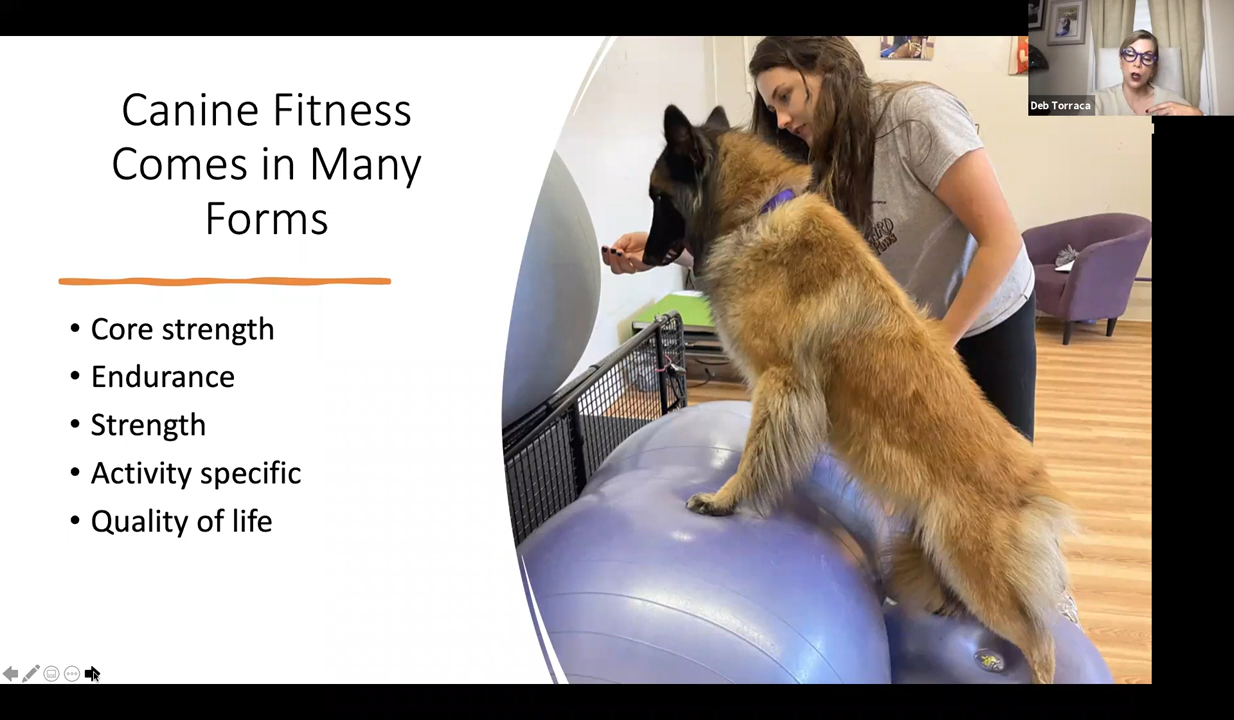 Canine Fitness
Comes in Many
Forms
• Core strength
• Endurance
• Strength
• Activity specific
• Quality of life
Deb Torraca